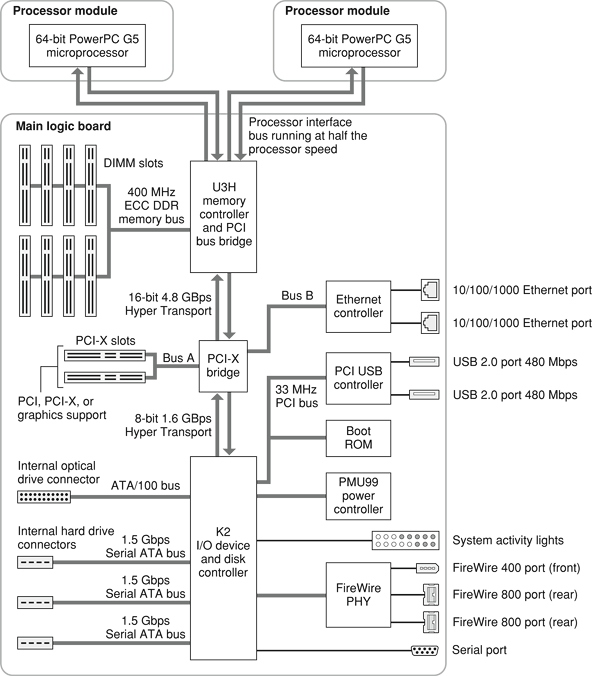 Processor module
64-bit PowerPC G5
microprocessor
Processor module
64-bit PowerPC G5
microprocessor
Main logic board
Processor interface
bus running at half the
processor speed
DIMM slots
400 MHz
ECC DDR
memory bus
U3H
memory
controller
and PCI
bus bridge
16-bit 4.8 GBps
Hyper Transport
Bus B
Ethernet
controller
10/100/1000 Ethernet port
10/100/1000 Ethernet port
PCI-X slots
Bus A
PCI-X
bridge
PCI, PCI-X, or
graphics support
33 MHz
PCI bus
PCI USB
controller
USB 2.0 port 480 Mbps
USB 2.0 port 480 Mbps
8-bit 1.6 GBps
Hyper Transport
Boot
ROM
Internal optical
drive connector
ATA/100 bus
PMU99
power
controller
K2
I/O device
and disk
controller
System activity lights
Internal hard drive
connectors
1.5 Gbps
Serial ATA bus
1.5 Gbps
Serial ATA bus
1.5 Gbps
Serial ATA bus
FireWire
PHY
FireWire 400 port (front)
FireWire 800 port (rear)
FireWire 800 port (rear)
Serial port